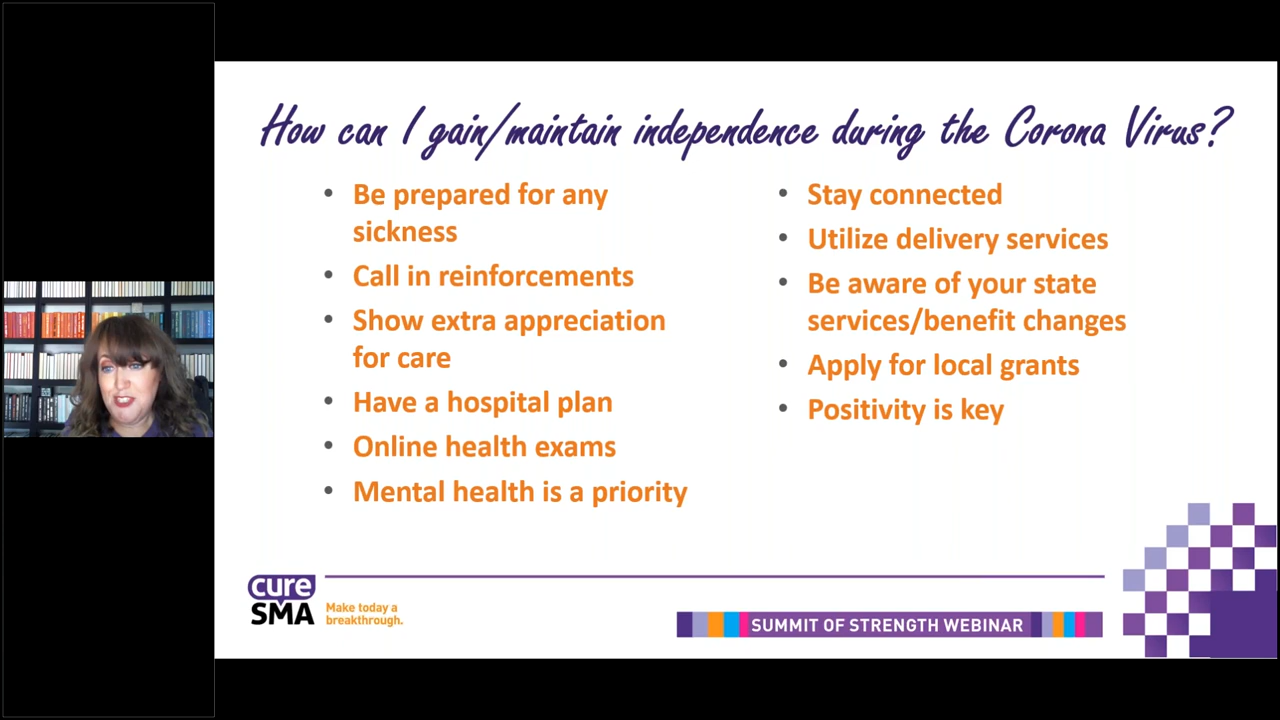 How can I gain/maintain independence during the Corona Virus?
• Be prepared for any
sickness
• Call in reinforcements
• Show extra appreciation
for care
• Have a hospital plan
• Online health exams
• Mental health is a priority
• Stay connected
• Utilize delivery services
• Be aware of your state
services/benefit changes
• Apply for local grants
• Positivity is key
cure
SMA
Make today a
breakthrough.
SUMMIT OF STRENGTH WEBINAR